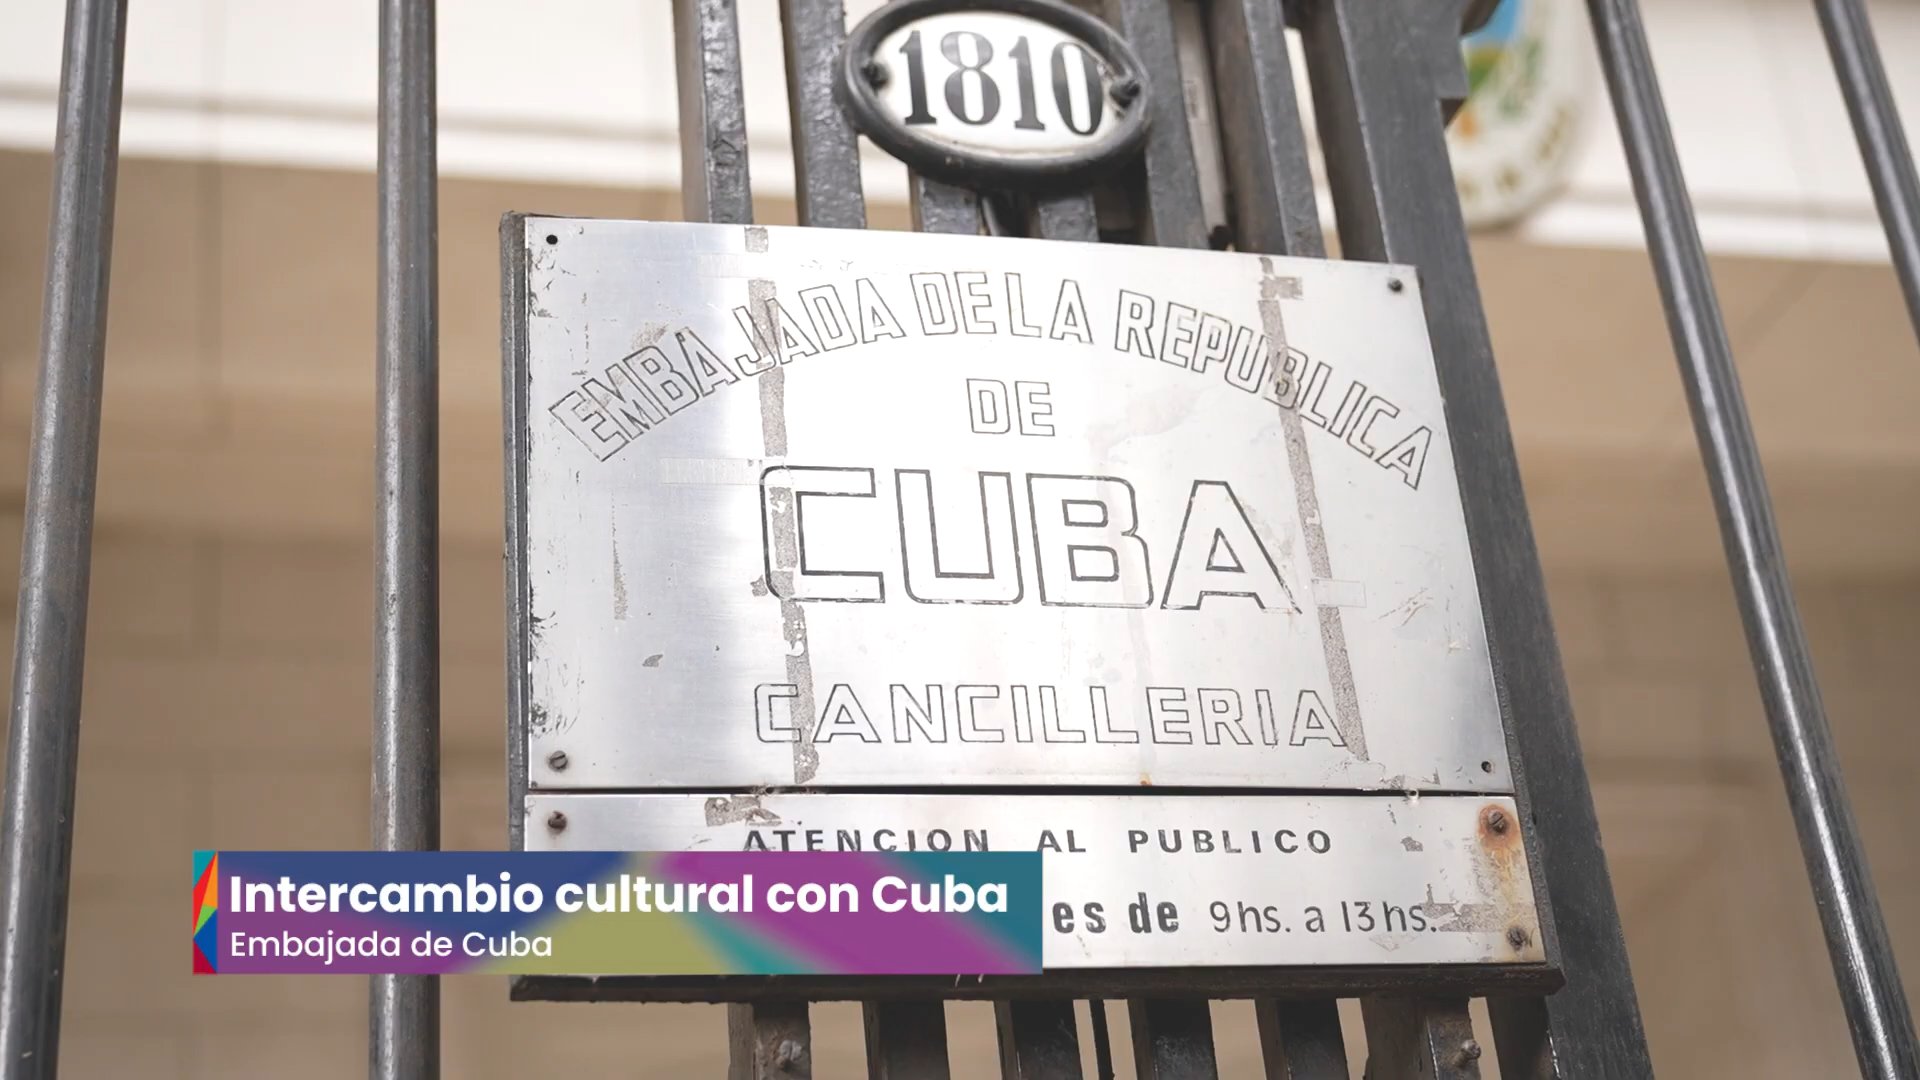 1810
EMBAJADA DE LA REPUBLICA
DE
CUBA
CANCILLERIA
ATENCION AL PUBLICO
es de 9hs. a 13hs.
Intercambio cultural con Cuba
Embajada de Cuba